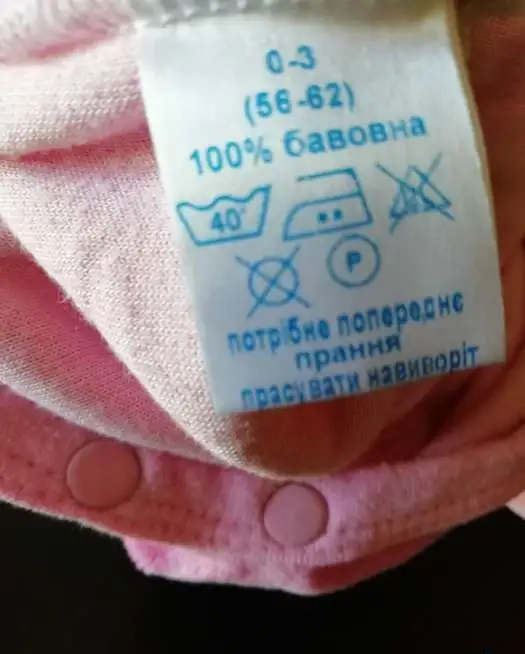 0-3
(56-62)
100% бавовна
40°
P
потрібне попереднє
прання
прасувати навиворіт